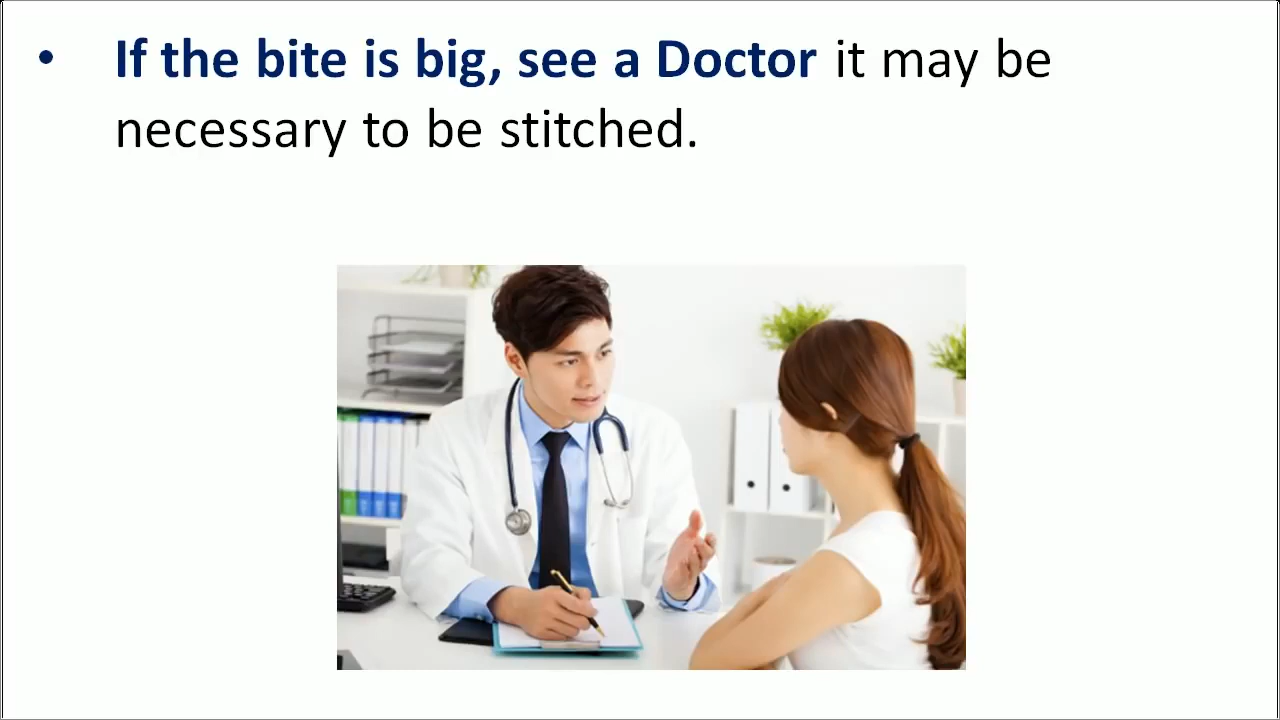 • If the bite is big, see a Doctor it may be
necessary to be stitched.